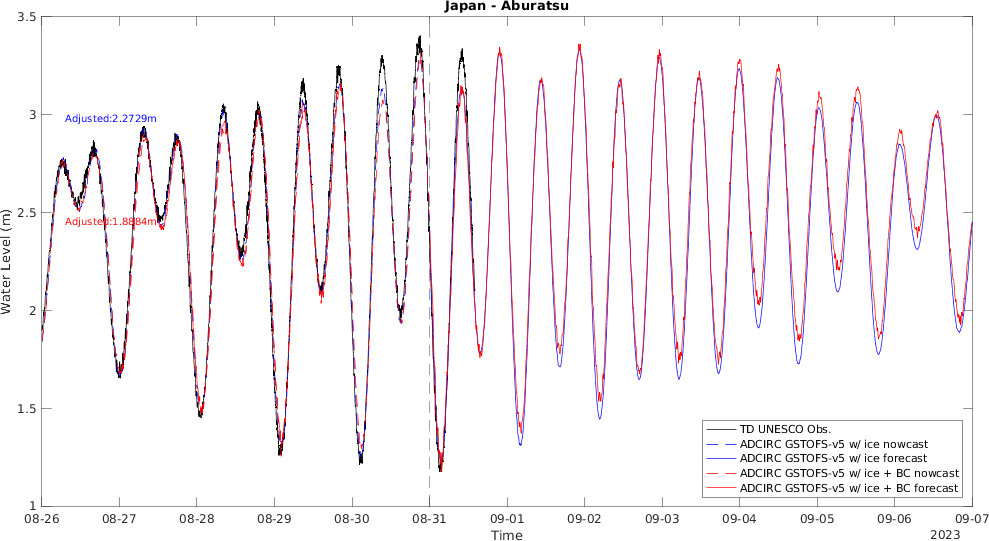 Japan - Aburatsu
3.5
3
2.5
2
1.5
1
Water Level (m)
Adjusted:2.2729m
Adjusted:1.8884m
TD UNESCO Obs.
ADCIRC GSTOFS-v5 w/ ice nowcast
ADCIRC GSTOFS-v5 w/ ice forecast
ADCIRC GSTOFS-v5 w/ ice + BC nowcast
ADCIRC GSTOFS-v5 w/ ice + BC forecast
08-26 08-27 08-28 08-29 08-30 08-31 09-01 09-02 09-03 09-04 09-05 09-06 09-07
Time
2023